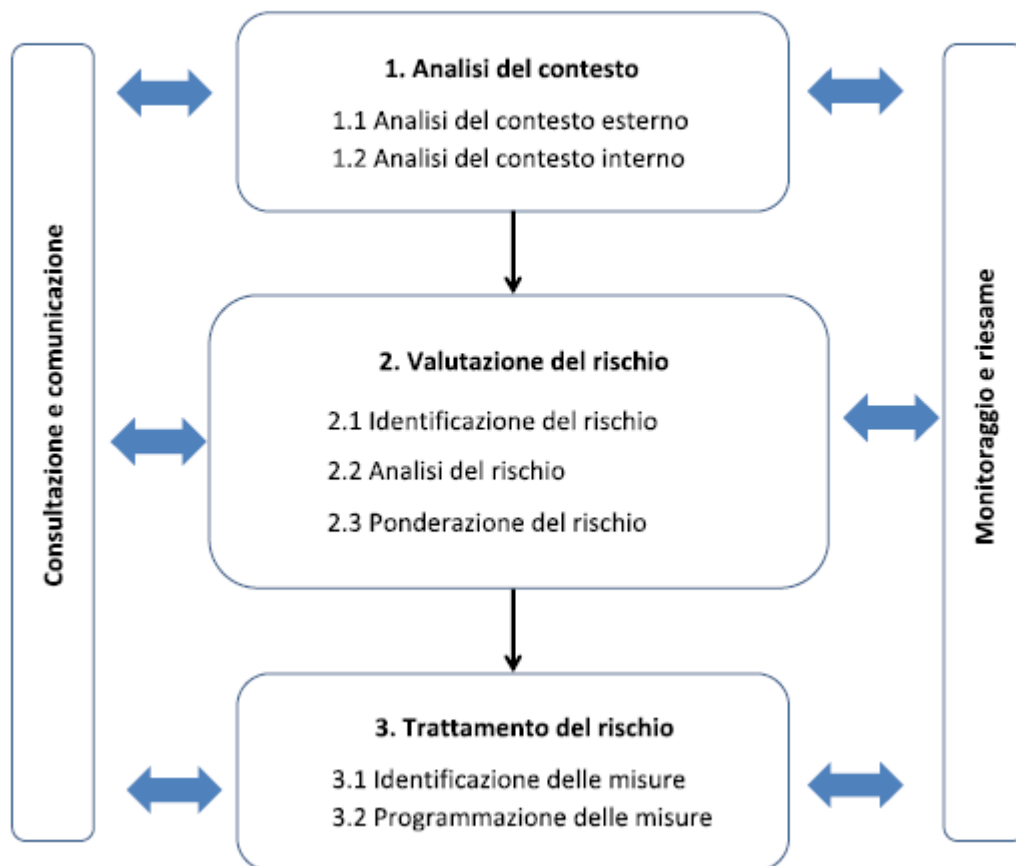 Consultazione e comunicazione
1. Analisi del contesto
1.1 Analisi del contesto esterno
1.2 Analisi del contesto interno
2. Valutazione del rischio
2.1 Identificazione del rischio
2.2 Analisi del rischio
2.3 Ponderazione del rischio
3. Trattamento del rischio
3.1 Identificazione delle misure
3.2 Programmazione delle misure
Monitoraggio e riesame